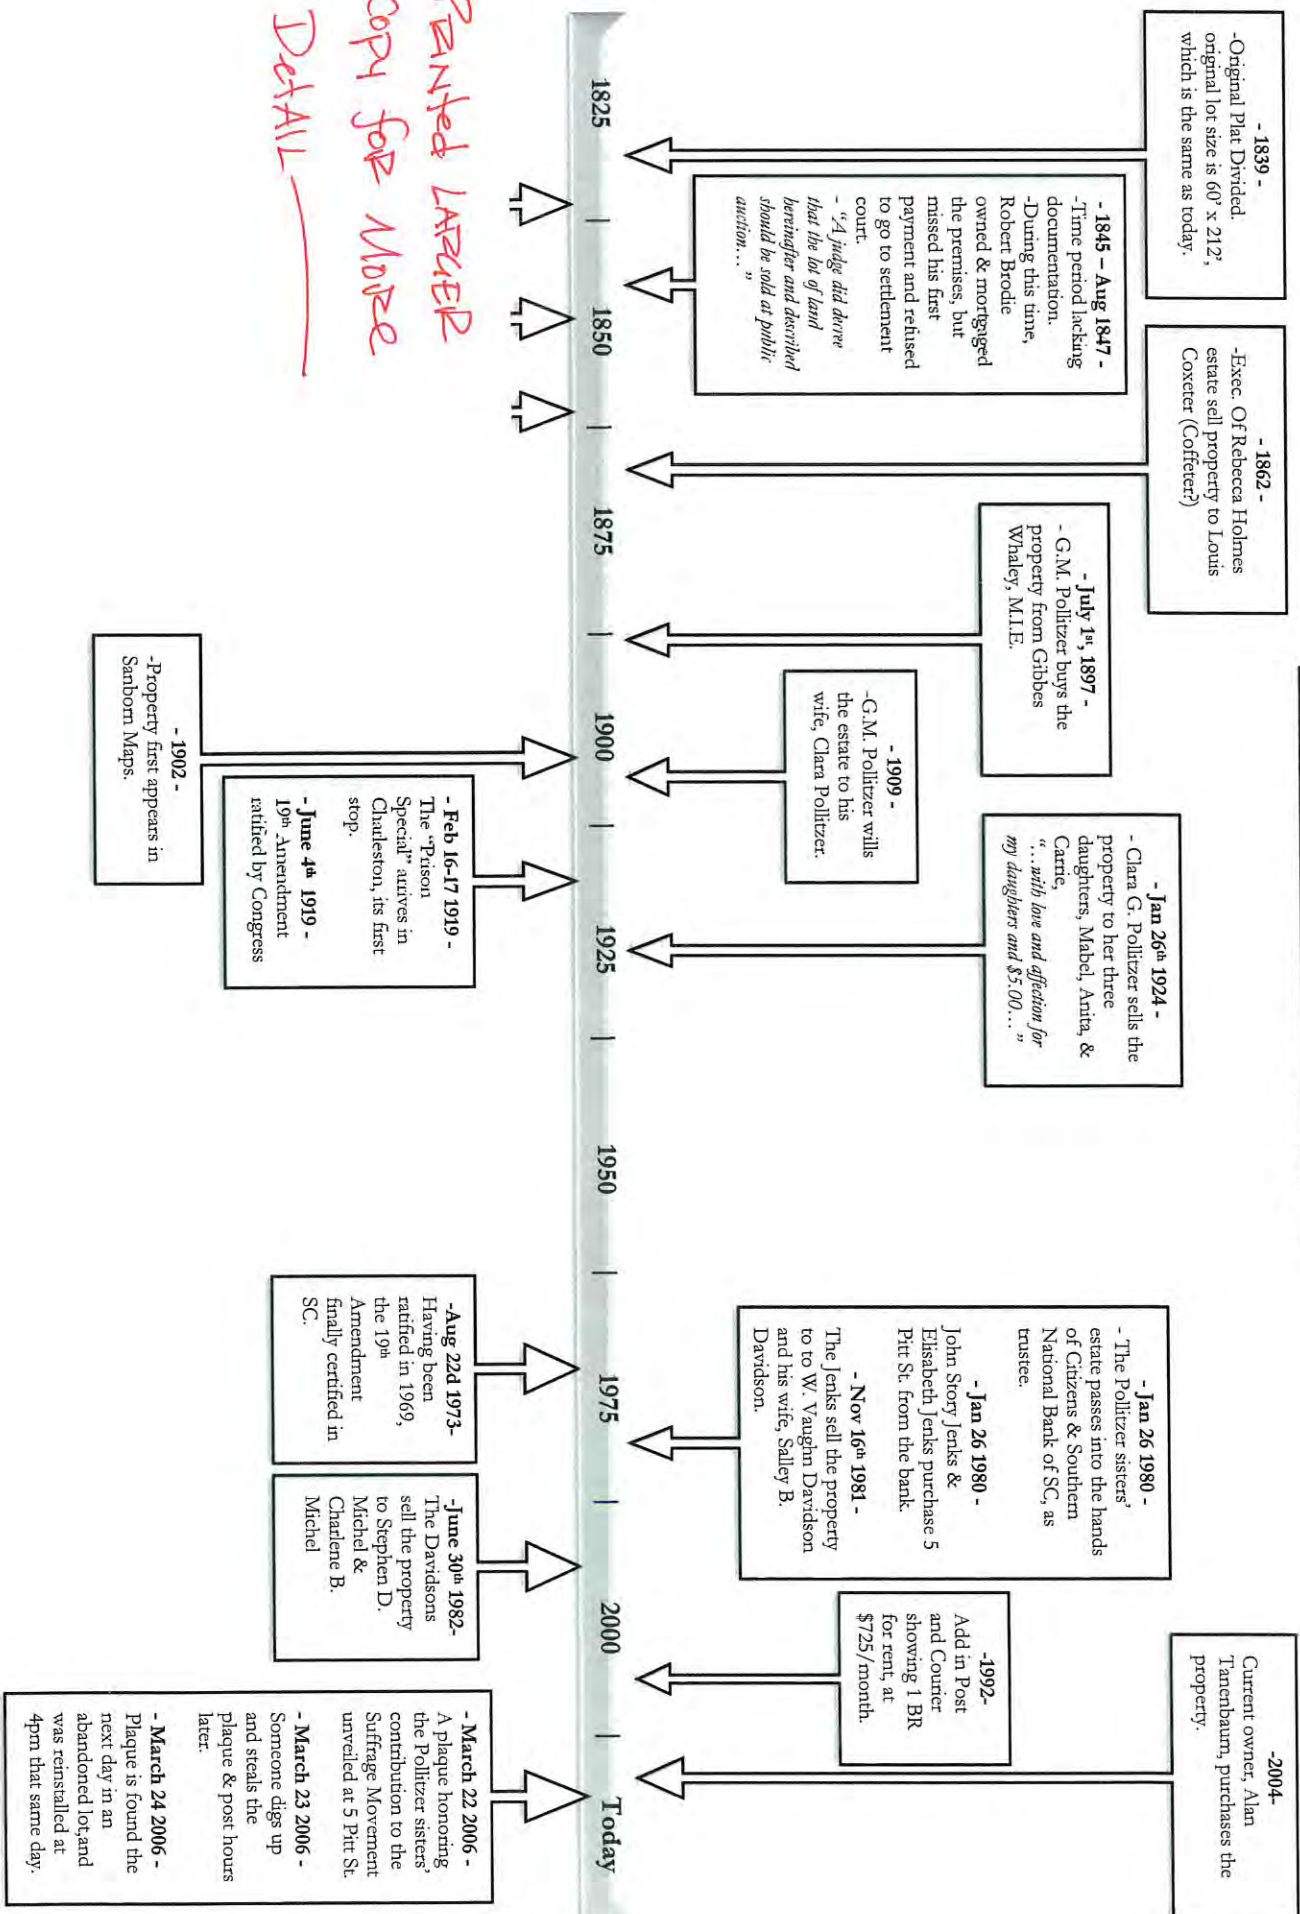 - 1839 -
-Original Plat Divided.
original lot size is 60' x 212',
which is the same as today.
- 1845 – Aug 1847 -
-Time period lacking
documentation.
-During this time,
Robert Brodie
owned & mortgaged
the premises, but
missed his first
payment and refused
to go to settlement
court.
- "A judge did decree
that the lot of land
hereinafter and described
should be sold at public
auction…"
- 1862 -
-Exec. Of Rebecca Holmes
estate sell property to Louis
Coxeter (Coffeter?)
- July 1st, 1897 -
- G.M. Pollitzer buys the
property from Gibbes
Whaley, M.I.E.
- 1909 -
-G.M. Pollitzer wills
the estate to his
wife, Clara Pollitzer.
- Jan 26th 1924 -
- Clara G. Pollitzer sells the
property to her three
daughters, Mabel, Anita, &
Carrie,
"…with love and affection for
my daughters and $5.00…"
- Jan 26 1980 -
- The Pollitzer sisters'
estate passes into the hands
of Citizens & Southern
National Bank of SC, as
trustee.
- Jan 26 1980 -
John Story Jenks &
Elisabeth Jenks purchase 5
Pitt St. from the bank.
- Nov 16th 1981 -
The Jenks sell the property
to to W. Vaughn Davidson
and his wife, Salley B.
Davidson.
-1992-
Add in Post
and Courier
showing 1 BR
for rent, at
$725/month.
-2004-
Current owner, Alan
Tanenbaum, purchases the
property.
1825 | 1850 | 1875 | 1900 | 1925 | 1950 | 1975 | 2000 | Today
PRINTED LARGER
COPY FOR MORE
DETAIL
- 1902 -
-Property first appears in
Sanborn Maps.
- Feb 16-17 1919 -
The "Prison
Special" arrives in
Charleston, its first
stop.
- June 4th 1919 -
19th Amendment
ratified by Congress
-Aug 22d 1973-
Having been
ratified in 1969,
the 19th
Amendment
finally certified in
SC.
-June 30th 1982-
The Davidsons
sell the property
to Stephen D.
Michel &
Charlene B.
Michel
- March 22 2006 -
A plaque honoring
the Pollitzer sisters'
contribution to the
Suffrage Movement
unveiled at 5 Pitt St.
- March 23 2006 -
Someone digs up
and steals the
plaque & post hours
later.
- March 24 2006 -
Plaque is found the
next day in an
abandoned lot,and
was reinstalled at
4pm that same day.